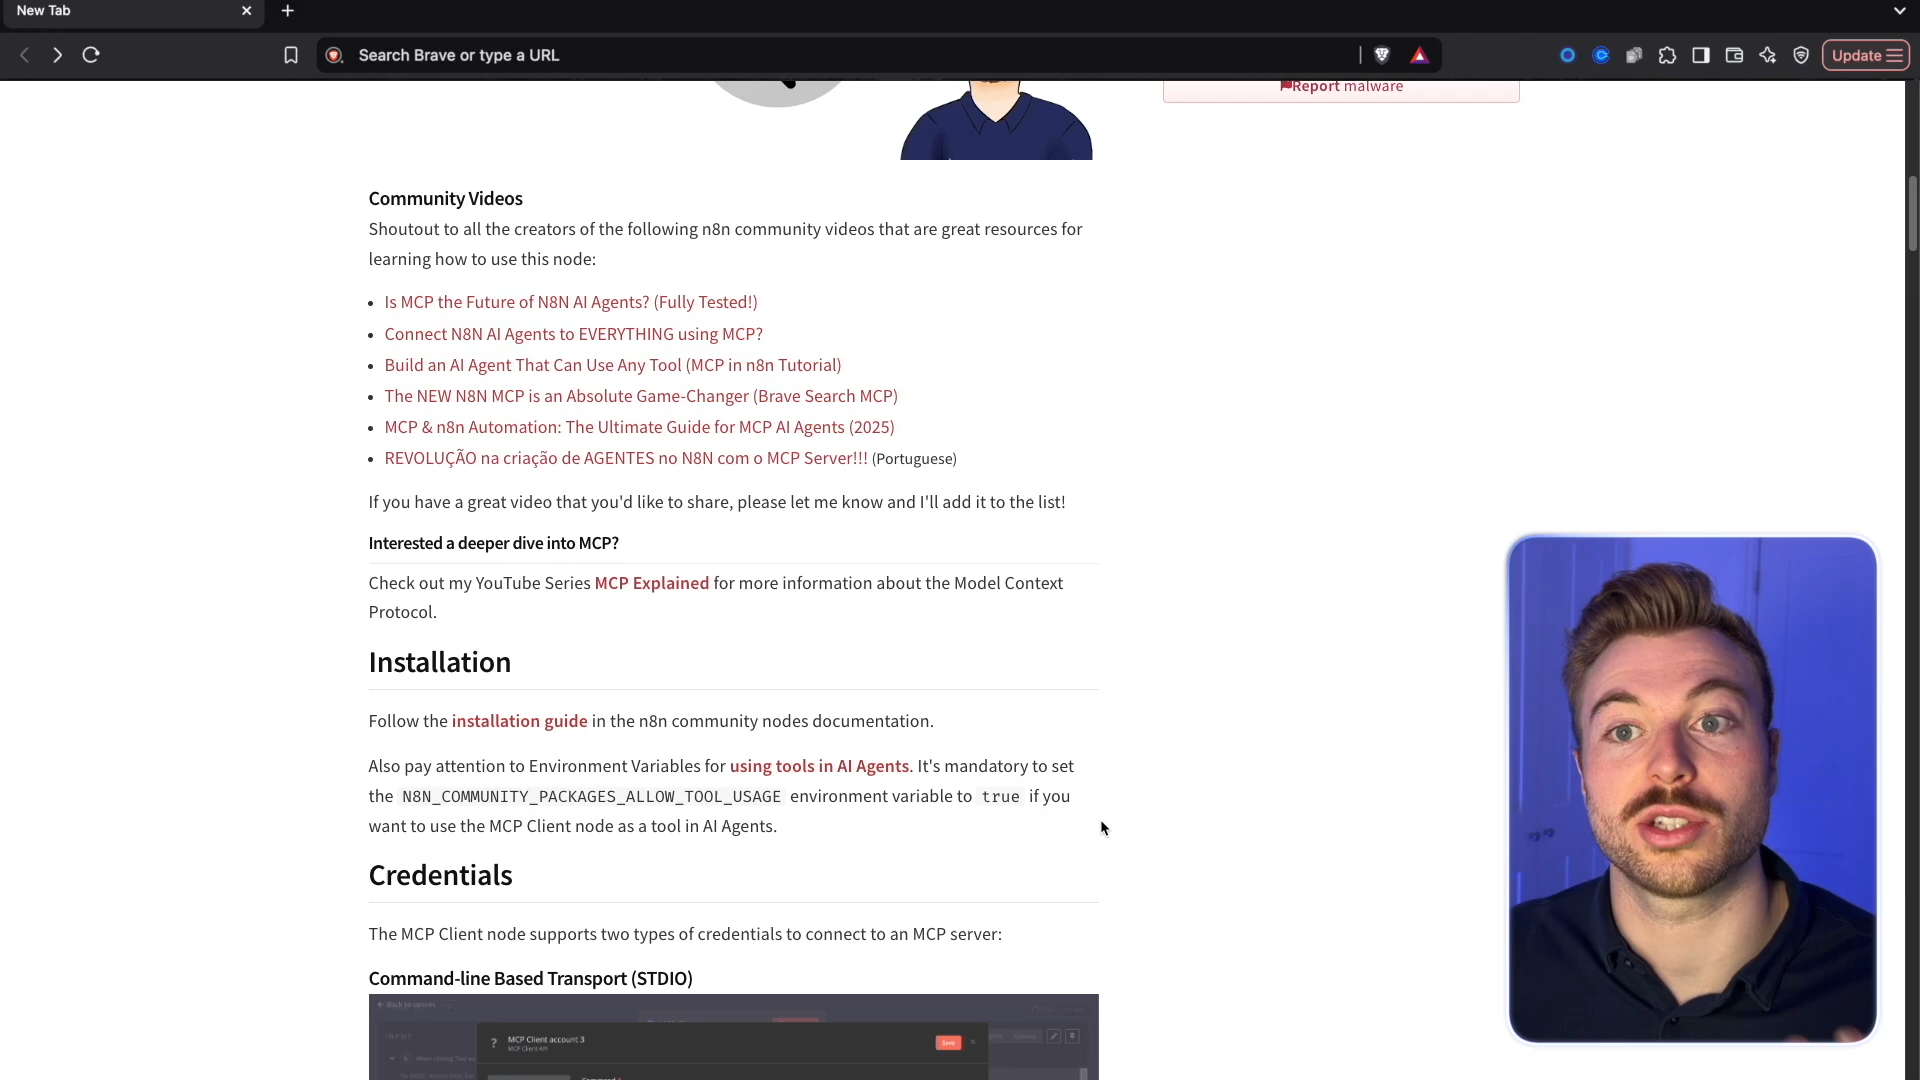 New Tab
Search Brave or type a URL
Update
Report malware
Community Videos
Shoutout to all the creators of the following n8n community videos that are great resources for
learning how to use this node:
Is MCP the Future of N8N AI Agents? (Fully Tested!)
Connect N8N AI Agents to EVERYTHING using MCP?
Build an AI Agent That Can Use Any Tool (MCP in n8n Tutorial)
The NEW N8N MCP is an Absolute Game-Changer (Brave Search MCP)
MCP & n8n Automation: The Ultimate Guide for MCP AI Agents (2025)
REVOLUÇÃO na criação de AGENTES no N8N com o MCP Server!!! (Portuguese)
If you have a great video that you'd like to share, please let me know and I'll add it to the list!
Interested a deeper dive into MCP?
Check out my YouTube Series MCP Explained for more information about the Model Context
Protocol.
Installation
Follow the installation guide in the n8n community nodes documentation.
Also pay attention to Environment Variables for using tools in AI Agents. It's mandatory to set
the N8N_COMMUNITY_PACKAGES_ALLOW_TOOL_USAGE environment variable to true if you
want to use the MCP Client node as a tool in AI Agents.
Credentials
The MCP Client node supports two types of credentials to connect to an MCP server:
Command-line Based Transport (STDIO)
Back to canvas
INPUT
MCP Client account 3
MCP Client API
Save